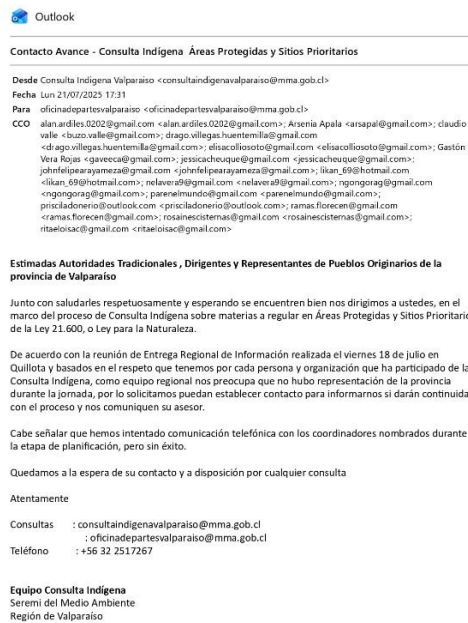 Outlook
Contacto Avance - Consulta Indígena Áreas Protegidas y Sitios Prioritarios
Desde Consulta Indigena Valparaiso <consultaindigenavalparaiso@mma.gob.cl>
Fecha Lun 21/07/2025 17:31
Para oficinadepartesvalparaiso <oficinadepartesvalparaiso@mma.gob.cl>
CCO alan.ardiles.0202@gmail.com <alan.ardiles.0202@gmail.com>; Arsenia Apala <arsapal@gmail.com>; claudio
valle <buzo.valle@gmail.com>; drago.villegas.huentemilla@gmail.com
<drago.villegas.huentemilla@gmail.com>; elisacolliosoto@gmail.com <elisacolliosoto@gmail.com>; Gastón
Vera Rojas <gaveeca@gmail.com>; jessicacheuque@gmail.com <jessicacheuque@gmail.com>;
johnfelipearayameza@gmail.com <johnfelipearayameza@gmail.com>; likan_69@hotmail.com
<likan_69@hotmail.com>; nelavera9@gmail.com <nelavera9@gmail.com>; ngongorag@gmail.com
<ngongorag@gmail.com>; parenelmundo@gmail.com <parenelmundo@gmail.com>;
prisciladonerio@outlook.com <prisciladonerio@outlook.com>; ramas.florecen@gmail.com
<ramas.florecen@gmail.com>; rosainescisternas@gmail.com <rosainescisternas@gmail.com>;
ritaeloisac@gmail.com <ritaeloisac@gmail.com>
Estimadas Autoridades Tradicionales , Dirigentes y Representantes de Pueblos Originarios de la
provincia de Valparaíso
Junto con saludarles respetuosamente y esperando se encuentren bien nos dirigimos a ustedes, en el
marco del proceso de Consulta Indígena sobre materias a regular en Áreas Protegidas y Sitios Prioritario
de la Ley 21.600, o Ley para la Naturaleza.
De acuerdo con la reunión de Entrega Regional de Información realizada el viernes 18 de julio en
Quillota y basados en el respeto que tenemos por cada persona y organización que ha participado de la
Consulta Indígena, como equipo regional nos preocupa que no hubo representación de la provincia
durante la jornada, por lo solicitamos puedan establecer contacto para informarnos si darán continuida
con el proceso y nos comuniquen su asesor.
Cabe señalar que hemos intentado comunicación telefónica con los coordinadores nombrados durante
la etapa de planificación, pero sin éxito.
Quedamos a la espera de su contacto y a disposición por cualquier consulta
Atentamente
Consultas : consultaindigenavalparaiso@mma.gob.cl
: oficinadepartesvalparaiso@mma.gob.cl
Teléfono : +56 32 2517267
Equipo Consulta Indígena
Seremi del Medio Ambiente
Región de Valparaíso